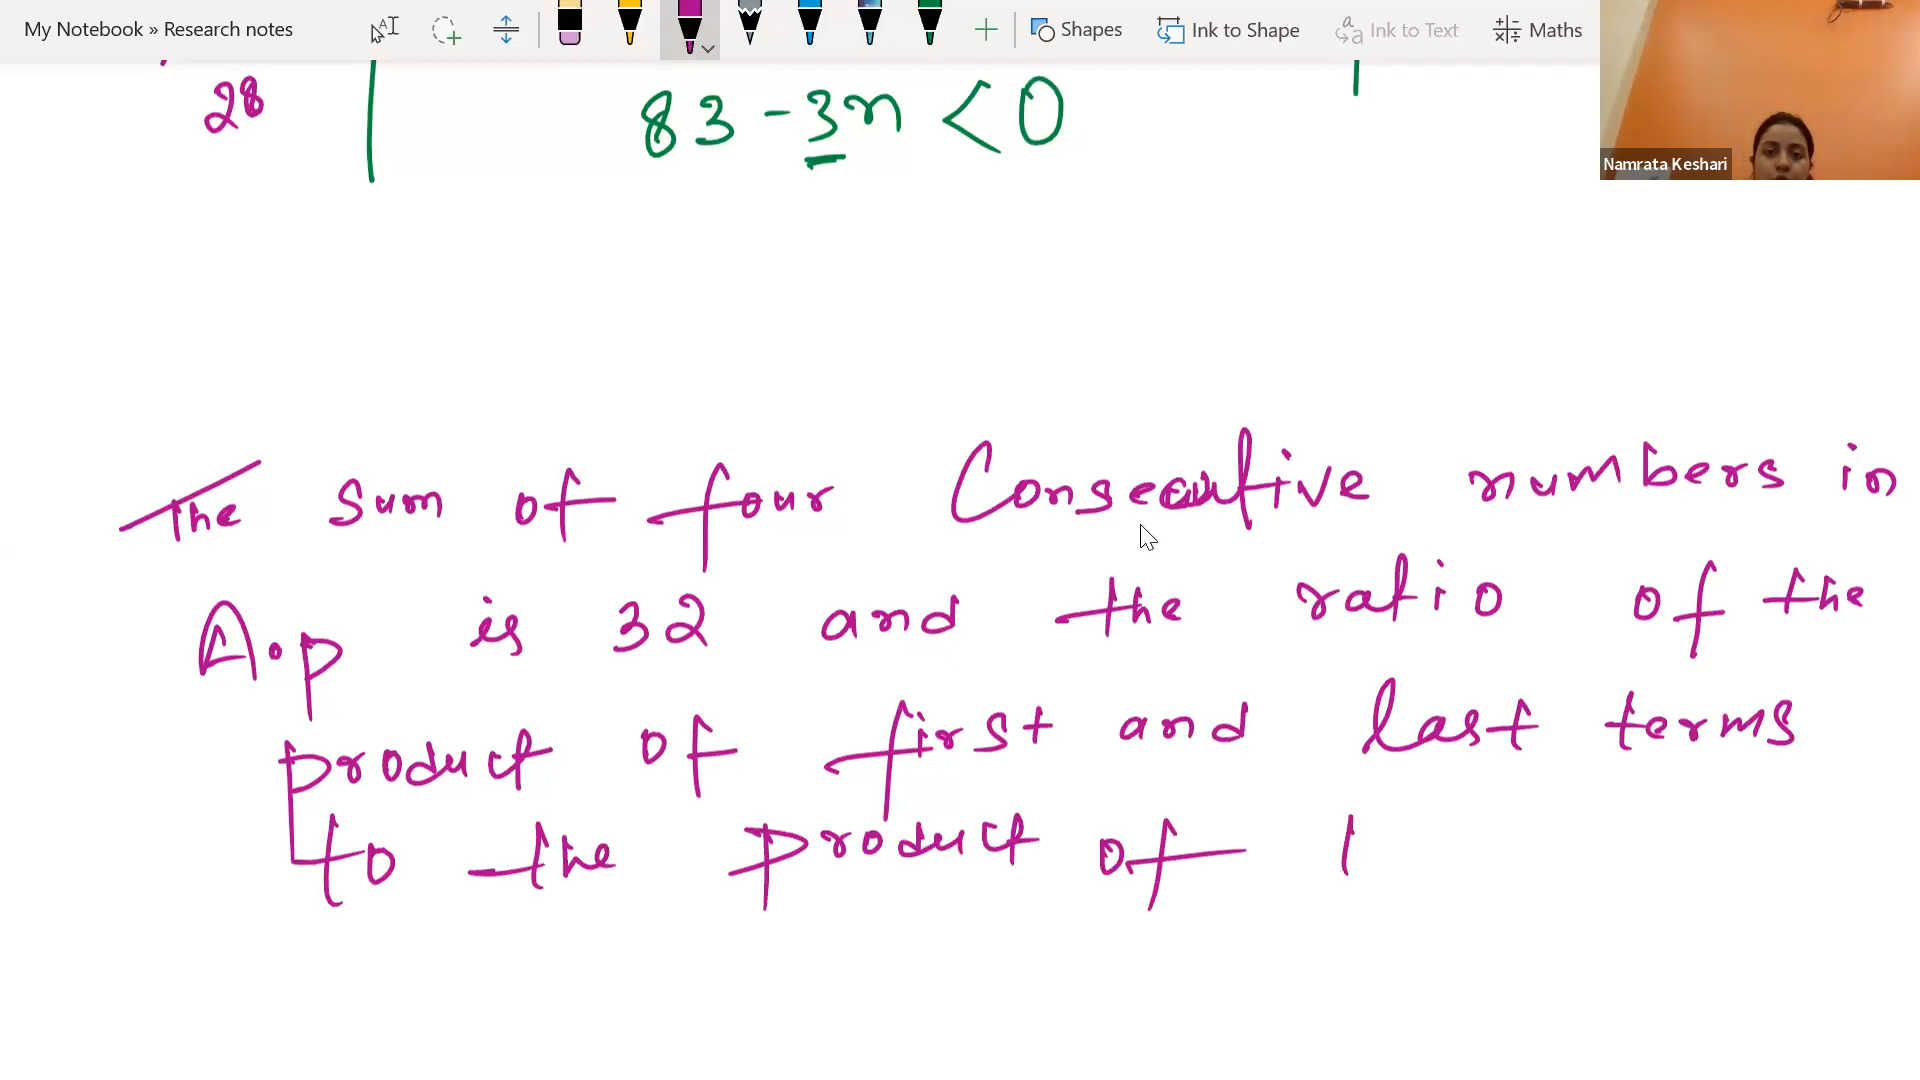 My Notebook » Research notes
Shapes
Ink to Shape
Ink to Text
Maths
28
83 - 3n < 0
Namrata Keshari
The sum of four Consecutive numbers in
A.P is 32 and the ratio of the
product of first and last terms
to the product of